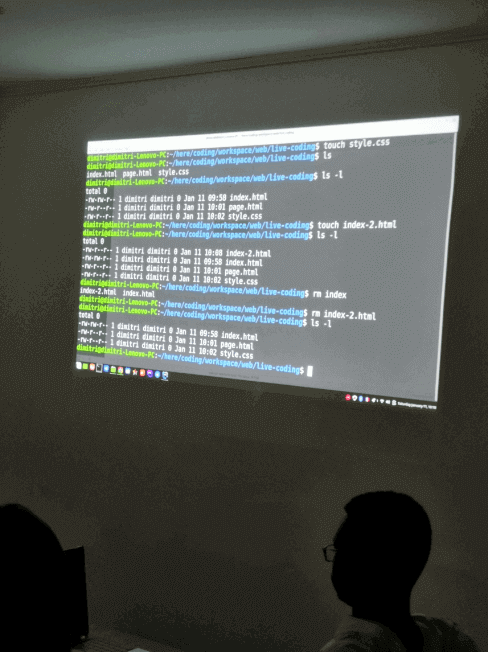 dimitri@dimitri-Lenovo-PC:~/here/coding/workspace/web/live-coding$ touch style.css
dimitri@dimitri-Lenovo-PC:~/here/coding/workspace/web/live-coding$ ls
index.html page.html style.css
dimitri@dimitri-Lenovo-PC:~/here/coding/workspace/web/live-coding$ ls -l
total 0
-rw-rw-r-- 1 dimitri dimitri 0 Jan 11 09:58 index.html
-rw-r--r-- 1 dimitri dimitri 0 Jan 11 10:01 page.html
-rw-r--r-- 1 dimitri dimitri 0 Jan 11 10:02 style.css
dimitri@dimitri-Lenovo-PC:~/here/coding/workspace/web/live-coding$ touch index-2.html
dimitri@dimitri-Lenovo-PC:~/here/coding/workspace/web/live-coding$ ls -l
total 0
-rw-r--r-- 1 dimitri dimitri 0 Jan 11 10:08 index-2.html
-rw-rw-r-- 1 dimitri dimitri 0 Jan 11 09:58 index.html
-rw-r--r-- 1 dimitri dimitri 0 Jan 11 10:01 page.html
-rw-r--r-- 1 dimitri dimitri 0 Jan 11 10:02 style.css
dimitri@dimitri-Lenovo-PC:~/here/coding/workspace/web/live-coding$ rm index
index-2.html index.html
dimitri@dimitri-Lenovo-PC:~/here/coding/workspace/web/live-coding$ rm index-2.html
dimitri@dimitri-Lenovo-PC:~/here/coding/workspace/web/live-coding$ ls -l
total 0
-rw-rw-r-- 1 dimitri dimitri 0 Jan 11 09:58 index.html
-rw-r--r-- 1 dimitri dimitri 0 Jan 11 10:01 page.html
-rw-r--r-- 1 dimitri dimitri 0 Jan 11 10:02 style.css
dimitri@dimitri-Lenovo-PC:~/here/coding/workspace/web/live-coding$